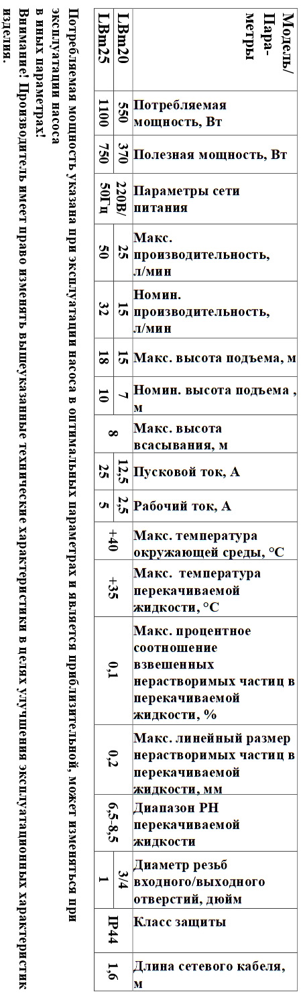 Модель/
Пара-
метры
LBm20
LBm25
Потребляемая
мощность, Вт
550
1100
Полезная мощность, Вт
370
750
Параметры сети
питания
220В/
50Гц
Макс.
производительность,
л/мин
25
50
Номин.
производительность,
л/мин
15
32
Макс. высота подъема, м
15
18
Номин. высота подъема ,
м
7
10
Макс. высота
всасывания, м
8
Пусковой ток, А
12,5
25
Рабочий ток, А
2,5
5
Макс. температура
окружающей среды, °С
+40
Макс. температура
перекачиваемой
жидкости, °С
+35
Макс. процентное
соотношение
взвешенных
нерастворимых частиц в
перекачиваемой
жидкости, %
0,1
Макс. линейный размер
нерастворимых частиц в
перекачиваемой
жидкости, мм
0,2
Диапазон РН
перекачиваемой
жидкости
6,5-8,5
Диаметр резьб
входного/выходного
отверстий, дюйм
3/4
1
Класс защиты
IP44
Длина сетевого кабеля,
м
1,6
Потребляемая мощность указана при эксплуатации насоса в оптимальных параметрах и является приблизительной, может изменяться при
эксплуатации насоса
в иных параметрах!
Внимание! Производитель имеет право изменять вышеуказанные технические характеристики в целях улучшения эксплуатационных характеристик
изделия.